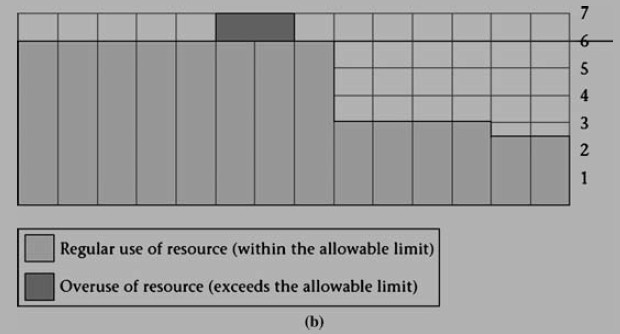 7
6
5
4
3
2
1
Regular use of resource (within the allowable limit)
Overuse of resource (exceeds the allowable limit)
(b)